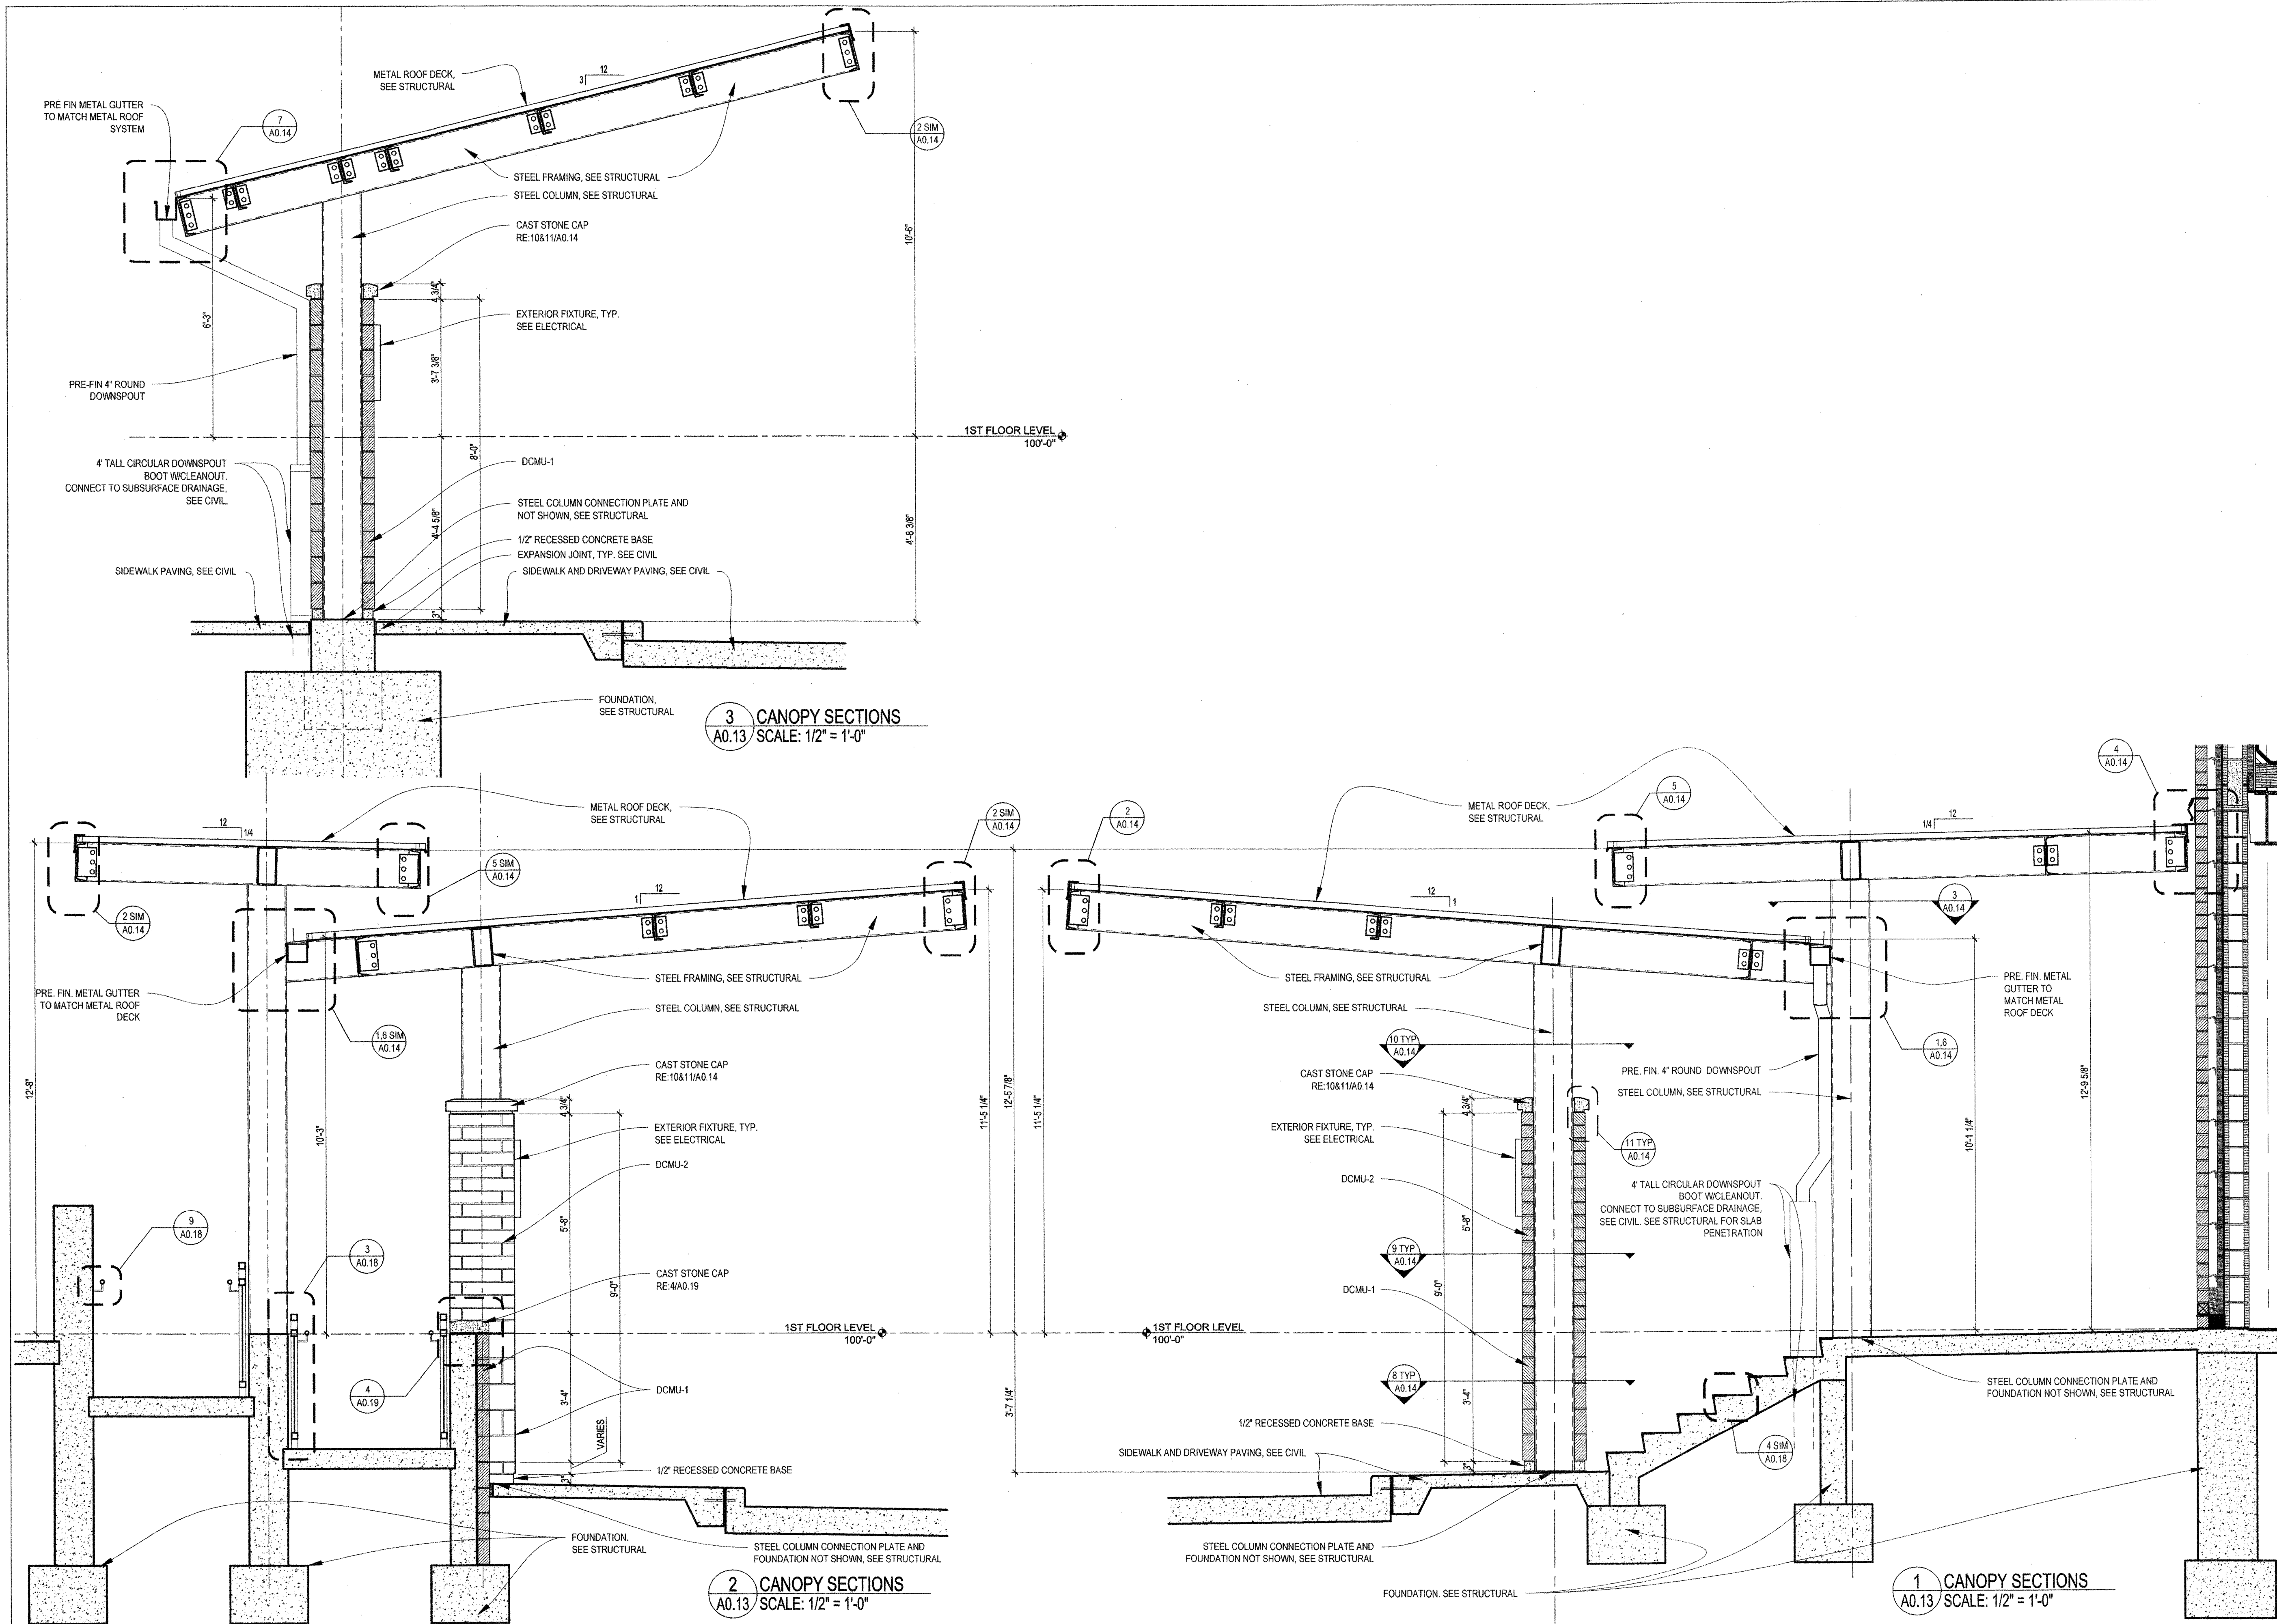 METAL ROOF DECK,
SEE STRUCTURAL
3
12
PRE FIN METAL GUTTER
TO MATCH METAL ROOF
SYSTEM
7
A0.14
2 SIM
A0.14
STEEL FRAMING, SEE STRUCTURAL
STEEL COLUMN, SEE STRUCTURAL
CAST STONE CAP
RE:10&11/A0.14
10'-6"
6'-3"
4 3/4"
EXTERIOR FIXTURE, TYP.
SEE ELECTRICAL
3'-7 3/8"
PRE-FIN 4" ROUND
DOWNSPOUT
1ST FLOOR LEVEL
100'-0"
4' TALL CIRCULAR DOWNSPOUT
BOOT W/CLEANOUT.
CONNECT TO SUBSURFACE DRAINAGE,
SEE CIVIL.
8'-0"
DCMU-1
STEEL COLUMN CONNECTION PLATE AND
NOT SHOWN, SEE STRUCTURAL
4'-4 5/8"
4'-8 3/8"
1/2" RECESSED CONCRETE BASE
EXPANSION JOINT, TYP. SEE CIVIL
SIDEWALK PAVING, SEE CIVIL
SIDEWALK AND DRIVEWAY PAVING, SEE CIVIL
3"
FOUNDATION,
SEE STRUCTURAL
3
A0.13
CANOPY SECTIONS
SCALE: 1/2" = 1'-0"
METAL ROOF DECK,
SEE STRUCTURAL
12
1/4
2 SIM
A0.14
5 SIM
A0.14
2 SIM
A0.14
12
1
PRE. FIN. METAL GUTTER
TO MATCH METAL ROOF
DECK
STEEL FRAMING, SEE STRUCTURAL
STEEL COLUMN, SEE STRUCTURAL
1,6 SIM
A0.14
CAST STONE CAP
RE:10&11/A0.14
12'-8"
10'-3"
4 3/4"
EXTERIOR FIXTURE, TYP.
SEE ELECTRICAL
11'-5 1/4"
12'-5 7/8"
DCMU-2
5'-8"
9'-0"
9
A0.18
3
A0.18
CAST STONE CAP
RE:4/A0.19
1ST FLOOR LEVEL
100'-0"
4
A0.19
DCMU-1
3'-4"
VARIES
3'-7 1/4"
3"
1/2" RECESSED CONCRETE BASE
FOUNDATION.
SEE STRUCTURAL
STEEL COLUMN CONNECTION PLATE AND
FOUNDATION NOT SHOWN, SEE STRUCTURAL
2
A0.13
CANOPY SECTIONS
SCALE: 1/2" = 1'-0"
2
A0.14
METAL ROOF DECK,
SEE STRUCTURAL
5
A0.14
4
A0.14
12
1/4
12
1
3
A0.14
STEEL FRAMING, SEE STRUCTURAL
STEEL COLUMN, SEE STRUCTURAL
PRE. FIN. METAL
GUTTER TO
MATCH METAL
ROOF DECK
10 TYP
A0.14
1,6
A0.14
11'-5 1/4"
CAST STONE CAP
RE:10&11/A0.14
PRE. FIN. 4" ROUND DOWNSPOUT
STEEL COLUMN, SEE STRUCTURAL
12'-9 5/8"
10'-1 1/4"
4 3/4"
EXTERIOR FIXTURE, TYP.
SEE ELECTRICAL
11 TYP
A0.14
DCMU-2
4' TALL CIRCULAR DOWNSPOUT
BOOT W/CLEANOUT.
CONNECT TO SUBSURFACE DRAINAGE,
SEE CIVIL. SEE STRUCTURAL FOR SLAB
PENETRATION
5'-8"
9'-0"
9 TYP
A0.14
DCMU-1
1ST FLOOR LEVEL
100'-0"
8 TYP
A0.14
3'-4"
STEEL COLUMN CONNECTION PLATE AND
FOUNDATION NOT SHOWN, SEE STRUCTURAL
1/2" RECESSED CONCRETE BASE
SIDEWALK AND DRIVEWAY PAVING, SEE CIVIL
3"
4 SIM
A0.18
STEEL COLUMN CONNECTION PLATE AND
FOUNDATION NOT SHOWN, SEE STRUCTURAL
FOUNDATION. SEE STRUCTURAL
1
A0.13
CANOPY SECTIONS
SCALE: 1/2" = 1'-0"